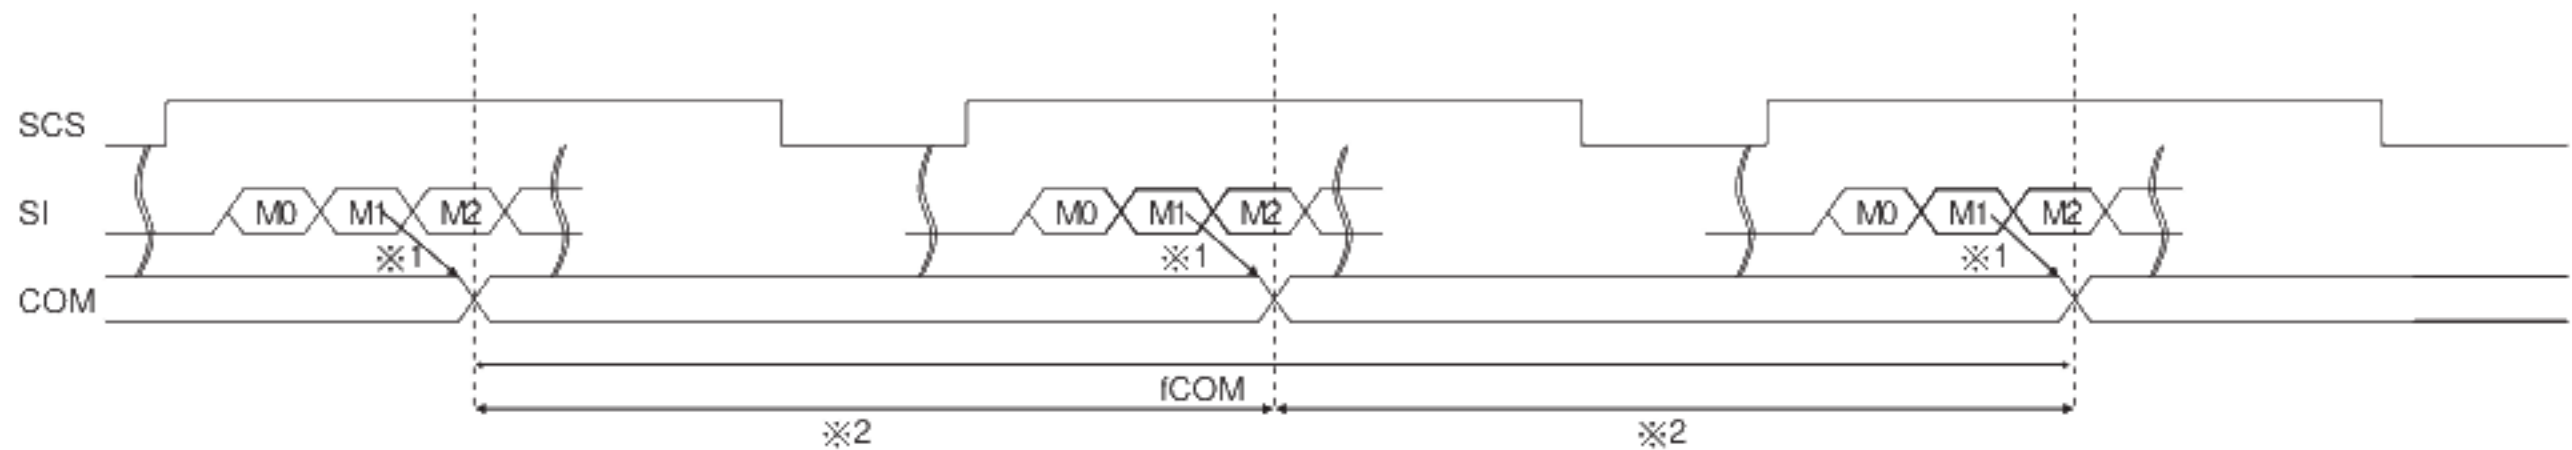 SCS
SI M0 M1 M2 M0 M1 M2 M0 M1 M2
※1 ※1 ※1
COM
fCOM
※2 ※2